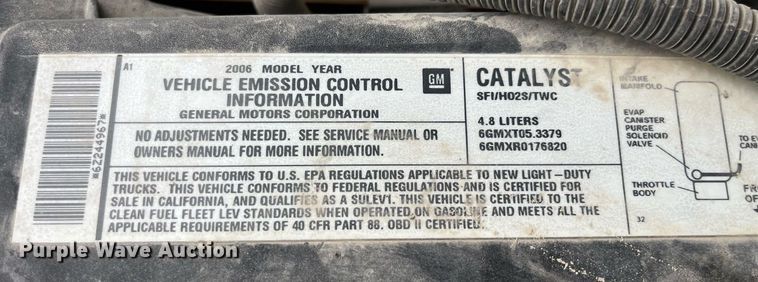 A1
2006 MODEL YEAR
VEHICLE EMISSION CONTROL
INFORMATION
GENERAL MOTORS CORPORATION
GM
CATALYST
SFI/HO2S/TWC
NO ADJUSTMENTS NEEDED. SEE SERVICE MANUAL OR
OWNERS MANUAL FOR MORE INFORMATION.
4.8 LITERS
6GMXT05.3379
6GMXR0176820
THIS VEHICLE CONFORMS TO U.S. EPA REGULATIONS APPLICABLE TO NEW LIGHT-DUTY
TRUCKS. THIS VEHICLE CONFORMS TO FEDERAL REGULATIONS AND IS CERTIFIED FOR
SALE IN CALIFORNIA, AND QUALIFIES AS A SULEV1. THIS VEHICLE IS CERTIFIED TO THE
CLEAN FUEL FLEET LEV STANDARDS WHEN OPERATED ON GASOLINE AND MEETS ALL THE
APPLICABLE REQUIREMENTS OF 40 CFR PART 88. OBD II CERTIFIED.
*6Z244967*
INTAKE
MANIFOLD
EVAP
CANISTER
PURGE
SOLENOID
VALVE
THROTTLE
BODY
32
TO
CANI
OF
Purple Wave Auction